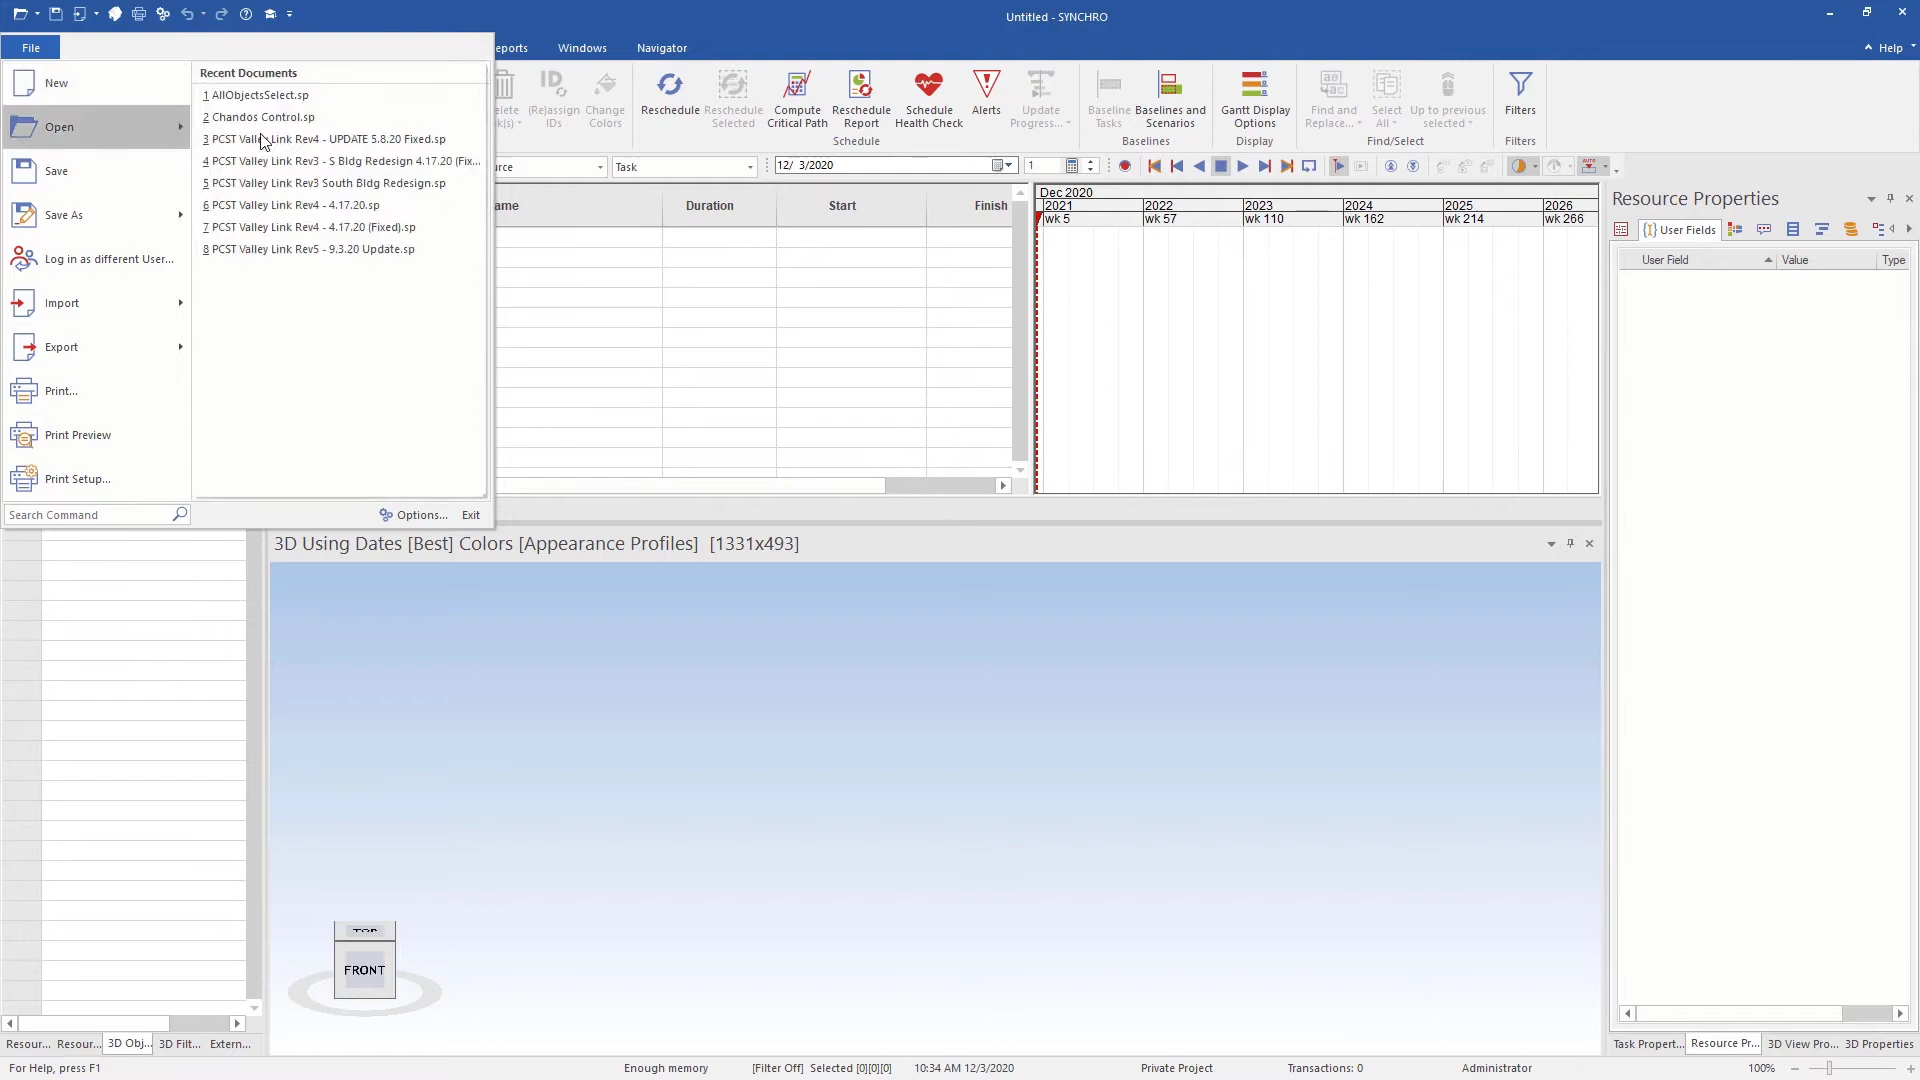 Untitled - SYNCHRO
File
eports
Windows
Navigator
Help
New
Open
Save
Save As
Log in as different User...
Import
Export
Print...
Print Preview
Print Setup...
Search Command
Recent Documents
1 AllObjectsSelect.sp
2 Chandos Control.sp
3 PCST Valley Link Rev4 - UPDATE 5.8.20 Fixed.sp
4 PCST Valley Link Rev3 - S Bldg Redesign 4.17.20 (Fix...
5 PCST Valley Link Rev3 South Bldg Redesign.sp
6 PCST Valley Link Rev4 - 4.17.20.sp
7 PCST Valley Link Rev4 - 4.17.20 (Fixed).sp
8 PCST Valley Link Rev5 - 9.3.20 Update.sp
Options...
Exit
elete
sk(s)
(Re)assign
IDs
Change
Colors
Reschedule
Reschedule
Selected
Compute
Critical Path
Reschedule
Report
Schedule
Health Check
Alerts
Update
Progress...
Schedule
Baseline
Tasks
Baselines and
Scenarios
Baselines
Gantt Display
Options
Display
Find and
Replace...
Select
All
Up to previous
selected
Find/Select
Filters
Filters
urce
Task
12/ 3/2020
1
ame
Duration
Start
Finish
Dec 2020
2021
2022
2023
2024
2025
2026
wk 5
wk 57
wk 110
wk 162
wk 214
wk 266
Resource Properties
User Fields
User Field
Value
Type
3D Using Dates [Best] Colors [Appearance Profiles] [1331x493]
TOP
FRONT
Resour...
Resour...
3D Obj...
3D Filt...
Extern...
Task Propert...
Resource Pr...
3D View Pro...
3D Properties
For Help, press F1
Enough memory
[Filter Off]
Selected [0][0][0]
10:34 AM 12/3/2020
Private Project
Transactions: 0
Administrator
100%